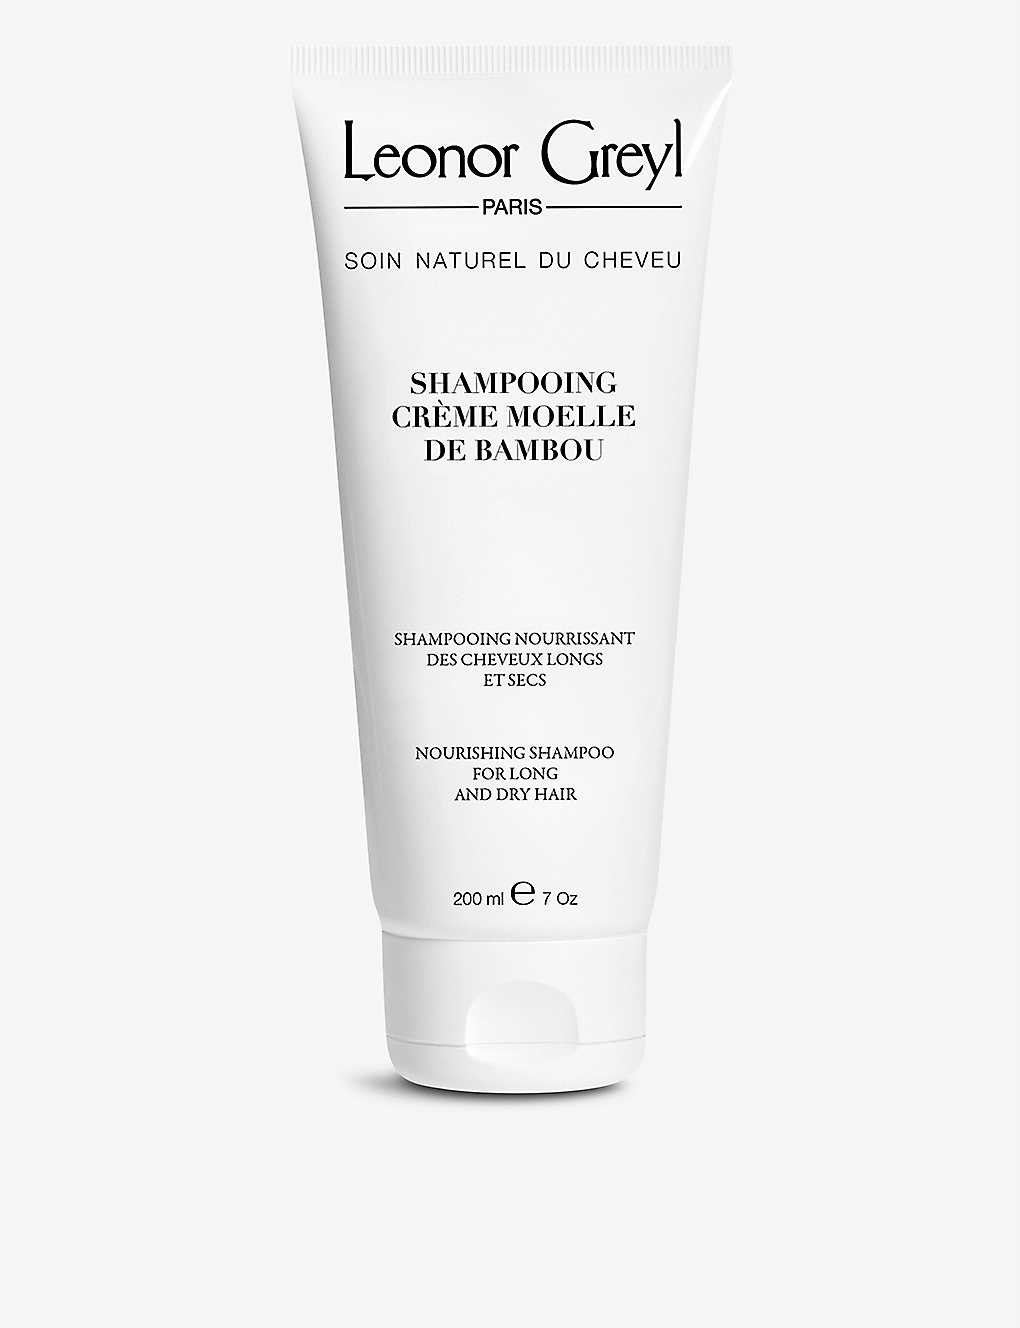 Leonor Greyl
PARIS
SOIN NATUREL DU CHEVEU
SHAMPOOING
CRÈME MOELLE
DE BAMBOU
SHAMPOOING NOURRISSANT
DES CHEVEUX LONGS
ET SECS
NOURISHING SHAMPOO
FOR LONG
AND DRY HAIR
200 ml ℮ 7 Oz